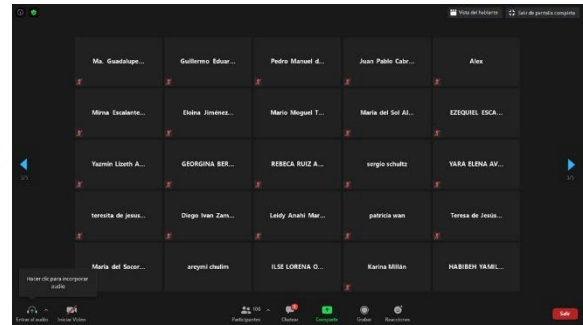 Vista del hablante Salir de pantalla completa
Ma. Guadalupe... Guillermo Eduar... Pedro Manuel d... Juan Pablo Cabr... Alex
Mirna Escalante... Eloina Jiménez... Mario Moguel T... Maria del Sol Al... EZEQUIEL ESCA...
Yazmin Lizeth A... GEORGINA BER... REBECA RUIZ A... sergio schultz YARA ELENA AV...
teresita de jesus... Diego Ivan Zam... Leidy Anahi Mar... patricia wan Teresa de Jesús...
María del Socor... areymi chulim ILSE LORENA O... Karina Millán HABIBEH YAMIL...
Hacer clic para incorporar
audio
Entrar al audio Iniciar Video Participantes Chatear Compartir Grabar Reacciones Salir